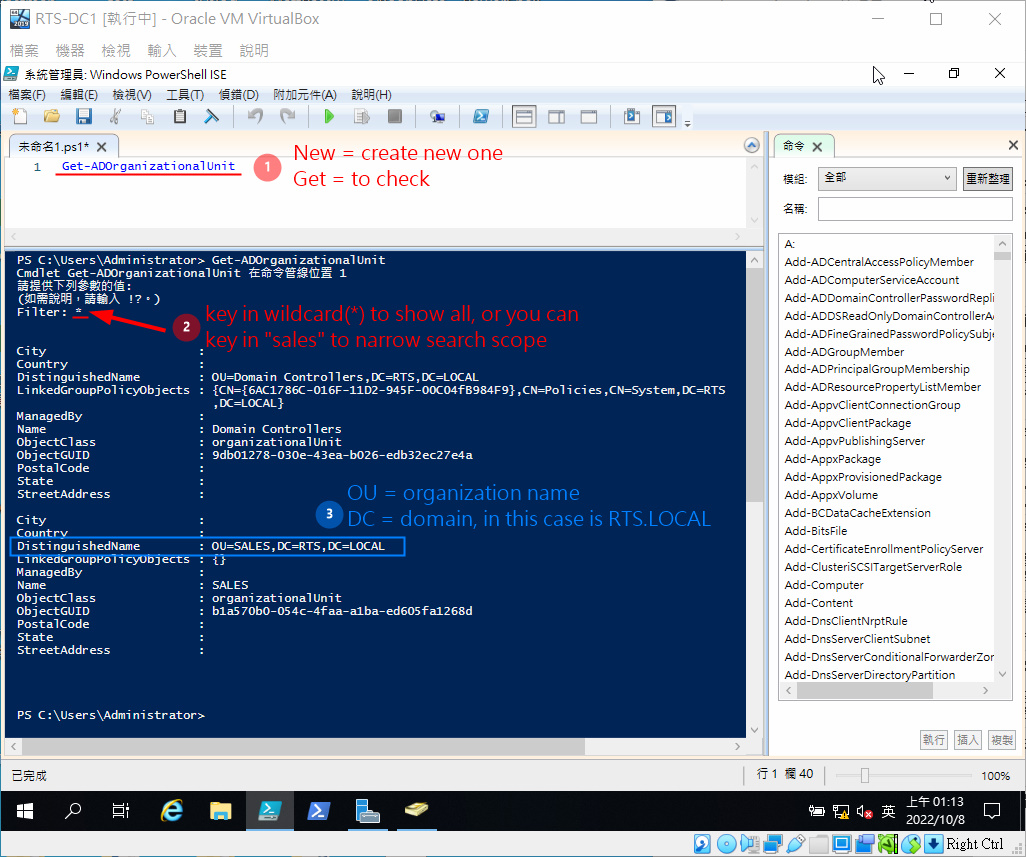 RTS-DC1 [執行中] - Oracle VM VirtualBox
檔案 機器 檢視 輸入 裝置 說明
系統管理員: Windows PowerShell ISE
檔案(F) 編輯(E) 檢視(V) 工具(T) 偵錯(D) 附加元件(A) 說明(H)
未命名1.ps1*
1 Get-ADOrganizationalUnit
1
New = create new one
Get = to check
PS C:\Users\Administrator> Get-ADOrganizationalUnit
Cmdlet Get-ADOrganizationalUnit 在命令管線位置 1
請提供下列參數的值:
(如需說明，請輸入 !?。)
Filter: *
2
key in wildcard(*) to show all, or you can
key in "sales" to narrow search scope
City :
Country :
DistinguishedName : OU=Domain Controllers,DC=RTS,DC=LOCAL
LinkedGroupPolicyObjects : {CN={6AC1786C-016F-11D2-945F-00C04fB984F9},CN=Policies,CN=System,DC=RTS
,DC=LOCAL}
ManagedBy :
Name : Domain Controllers
ObjectClass : organizationalUnit
ObjectGUID : 9db01278-030e-43ea-b026-edb32ec27e4a
PostalCode :
State :
StreetAddress :
3
OU = organization name
DC = domain, in this case is RTS.LOCAL
City :
Country :
DistinguishedName : OU=SALES,DC=RTS,DC=LOCAL
LinkedGroupPolicyObjects : {}
ManagedBy :
Name : SALES
ObjectClass : organizationalUnit
ObjectGUID : b1a570b0-054c-4faa-a1ba-ed605fa1268d
PostalCode :
State :
StreetAddress :
PS C:\Users\Administrator>
命令
模組: 全部 重新整理
名稱:
A:
Add-ADCentralAccessPolicyMember
Add-ADComputerServiceAccount
Add-ADDomainControllerPasswordRepli
Add-ADDSReadOnlyDomainControllerAc
Add-ADFineGrainedPasswordPolicySubje
Add-ADGroupMember
Add-ADPrincipalGroupMembership
Add-ADResourcePropertyListMember
Add-AppvClientConnectionGroup
Add-AppvClientPackage
Add-AppvPublishingServer
Add-AppxPackage
Add-AppxProvisionedPackage
Add-AppxVolume
Add-BCDataCacheExtension
Add-BitsFile
Add-CertificateEnrollmentPolicyServer
Add-ClusteriSCSITargetServerRole
Add-Computer
Add-Content
Add-DnsClientNrptRule
Add-DnsServerClientSubnet
Add-DnsServerConditionalForwarderZor
Add-DnsServerDirectoryPartition
執行 插入 複製
已完成 行 1 欄 40 100%
英 上午 01:13
2022/10/8
Right Ctrl